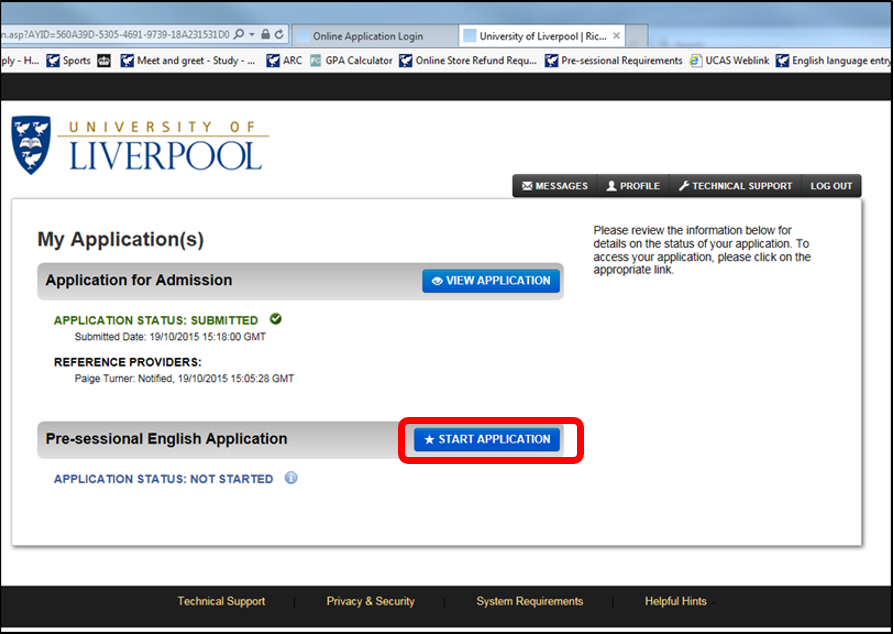 n.asp?AYID=560A39D-5305-4691-9739-18A231531D0
Online Application Login
University of Liverpool | Ric...
ply - H...
Sports
Meet and greet - Study - ...
ARC
GPA Calculator
Online Store Refund Requ...
Pre-sessional Requirements
UCAS Weblink
English language entry
UNIVERSITY OF
LIVERPOOL
MESSAGES
PROFILE
TECHNICAL SUPPORT
LOG OUT
My Application(s)
Please review the information below for
details on the status of your application. To
access your application, please click on the
appropriate link.
Application for Admission
VIEW APPLICATION
APPLICATION STATUS: SUBMITTED
Submitted Date: 19/10/2015 15:18:00 GMT
REFERENCE PROVIDERS:
Paige Turner: Notified, 19/10/2015 15:05:28 GMT
Pre-sessional English Application
START APPLICATION
APPLICATION STATUS: NOT STARTED
Technical Support
Privacy & Security
System Requirements
Helpful Hints